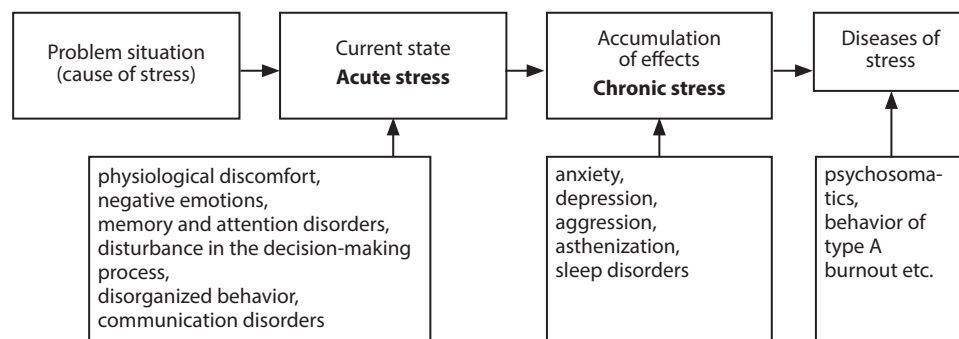 Problem situation
(cause of stress)
Current state
Acute stress
Accumulation
of effects
Chronic stress
Diseases of
stress
physiological discomfort,
negative emotions,
memory and attention disorders,
disturbance in the decision-making
process,
disorganized behavior,
communication disorders
anxiety,
depression,
aggression,
asthenization,
sleep disorders
psychosoma-
tics,
behavior of
type A
burnout etc.